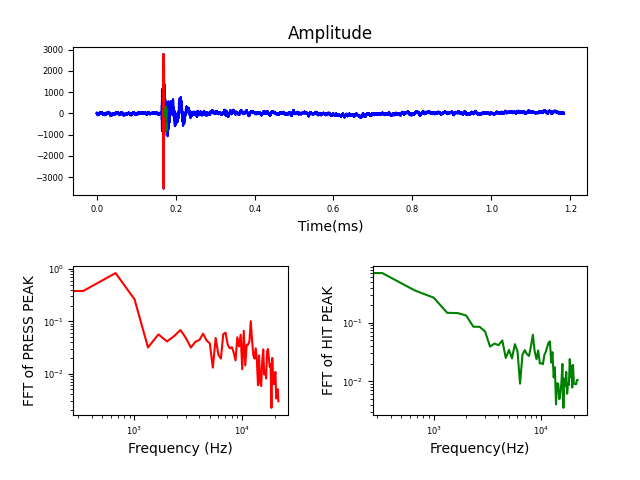 Amplitude
3000
2000
1000
0
−1000
−2000
−3000
0.0 0.2 0.4 0.6 0.8 1.0 1.2
Time(ms)
FFT of PRESS PEAK
10⁰
10⁻¹
10⁻²
10³ 10⁴
Frequency (Hz)
FFT of HIT PEAK
10⁻¹
10⁻²
10³ 10⁴
Frequency(Hz)